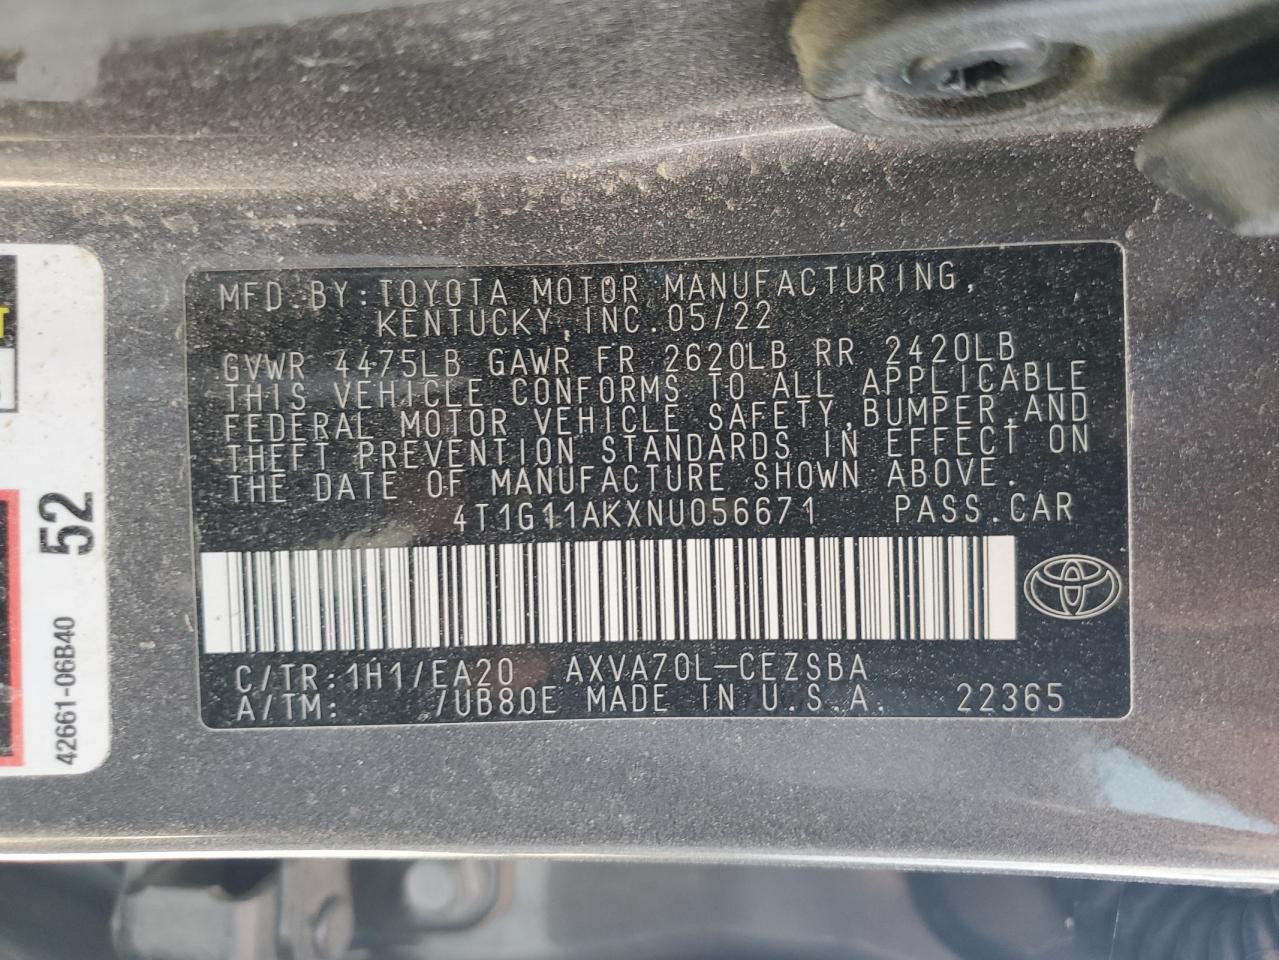 MFD.BY:TOYOTA MOTOR MANUFACTURING,
KENTUCKY,INC.05/22
GVWR 4475LB GAWR FR 2620LB RR 2420LB
THIS VEHICLE CONFORMS TO ALL APPLICABLE
FEDERAL MOTOR VEHICLE SAFETY,BUMPER,AND
THEFT PREVENTION STANDARDS IN EFFECT ON
THE DATE OF MANUFACTURE SHOWN ABOVE.
4T1G11AKXNU056671 PASS.CAR
C/TR:1H1/EA20 AXVA70L-CEZSBA
A/TM: /UB80E MADE IN U.S.A. 22365
52
42661-06B40